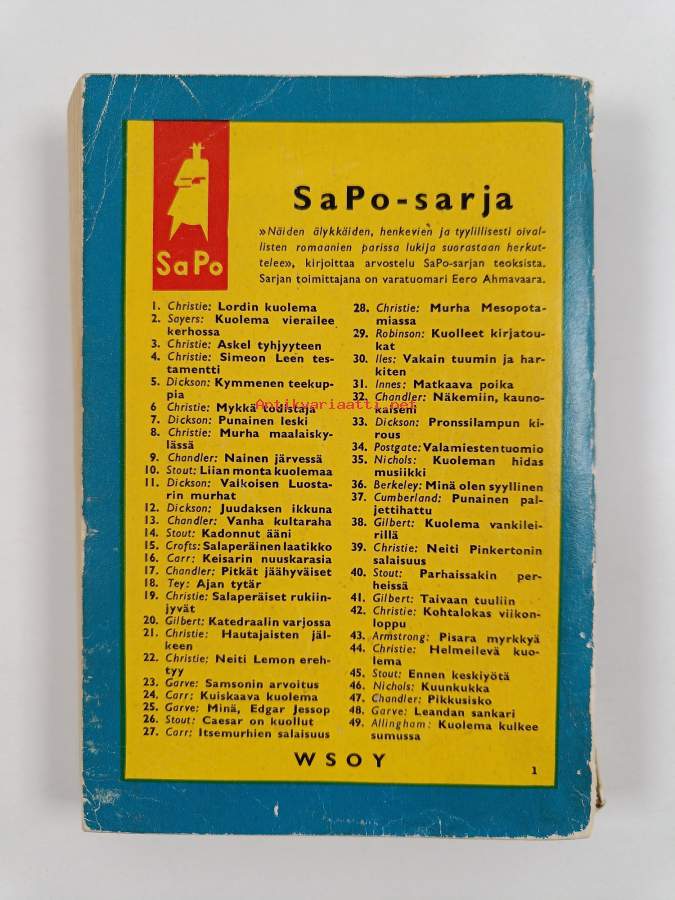 SaPo
SaPo-sarja
»Näiden älykkäiden, henkevien ja tyylillisesti oival-
listen romaanien parissa lukija suorastaan herkut-
telee», kirjoittaa arvostelu SaPo-sarjan teoksista.
Sarjan toimittajana on varatuomari Eero Ahmavaara.
1. Christie: Lordin kuolema
2. Sayers: Kuolema vierailee
kerhossa
3. Christie: Askel tyhjyyteen
4. Christie: Simeon Leen tes-
tamentti
5. Dickson: Kymmenen teekup-
pia
6 Christie: Mykkä todistaja
7. Dickson: Punainen leski
8. Christie: Murha maalaisky-
lässä
9. Chandler: Nainen järvessä
10. Stout: Liian monta kuolemaa
11. Dickson: Valkoisen Luosta-
rin murhat
12. Dickson: Juudaksen ikkuna
13. Chandler: Vanha kultaraha
14. Stout: Kadonnut ääni
15. Crofts: Salaperäinen laatikko
16. Carr: Keisarin nuuskarasia
17. Chandler: Pitkät jäähyväiset
18. Tey: Ajan tytär
19. Christie: Salaperäiset rukiin-
jyvät
20. Gilbert: Katedraalin varjossa
21. Christie: Hautajaisten jäl-
keen
22. Christie: Neiti Lemon ereh-
tyy
23. Garve: Samsonin arvoitus
24. Carr: Kuiskaava kuolema
25. Garve: Minä, Edgar Jessop
26. Stout: Caesar on kuollut
27. Carr: Itsemurhien salaisuus
28. Christie: Murha Mesopota-
miassa
29. Robinson: Kuolleet kirjatou-
kat
30. Iles: Vakain tuumin ja har-
kiten
31. Innes: Matkaava poika
32. Chandler: Näkemiin, kauno-
kaiseni
33. Dickson: Pronssilampun ki-
rous
34. Postgate: Valamiesten tuomio
35. Nichols: Kuoleman hidas
musiikki
36. Berkeley: Minä olen syyllinen
37. Cumberland: Punainen pal-
jettihattu
38. Gilbert: Kuolema vankilei-
rillä
39. Christie: Neiti Pinkertonin
salaisuus
40. Stout: Parhaissakin per-
heissä
41. Gilbert: Taivaan tuuliin
42. Christie: Kohtalokas viikon-
loppu
43. Armstrong: Pisara myrkkyä
44. Christie: Helmeilevä kuo-
lema
45. Stout: Ennen keskiyötä
46. Nichols: Kuunkukka
47. Chandler: Pikkusisko
48. Garve: Leandan sankari
49. Allingham: Kuolema kulkee
sumussa
WSOY
1
Antikvariaatti.net